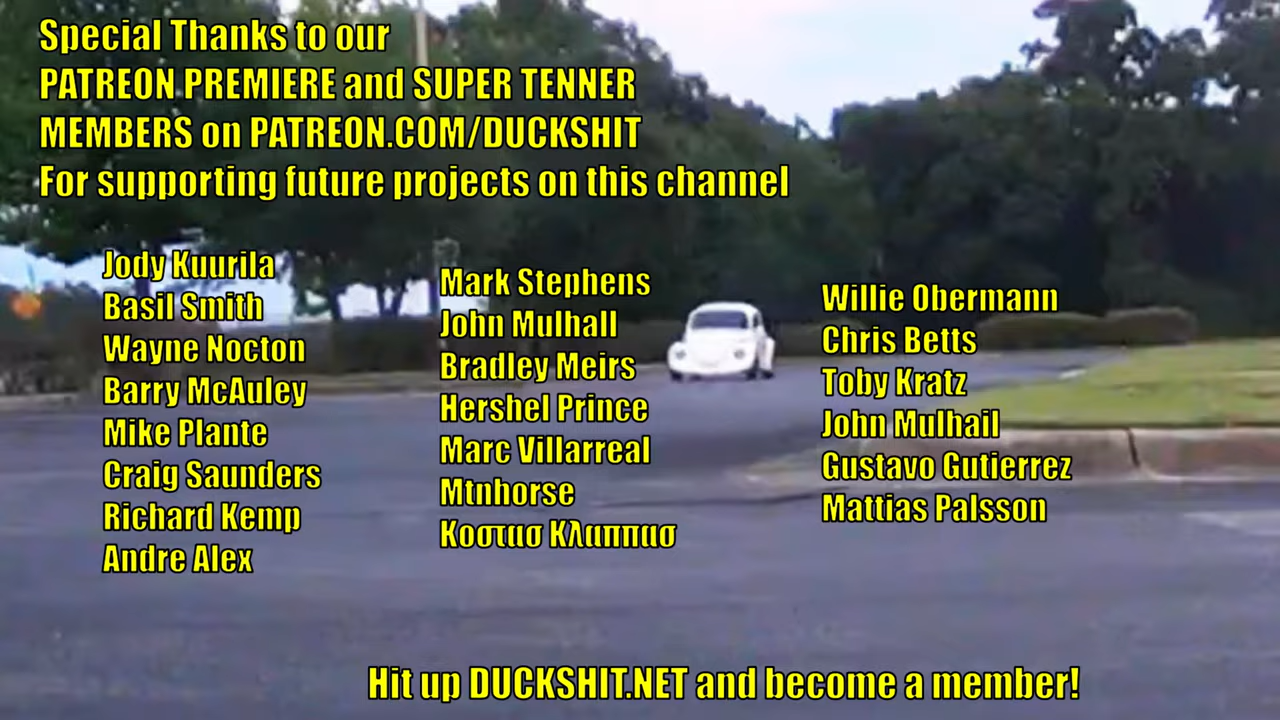 Special Thanks to our
PATREON PREMIERE and SUPER TENNER
MEMBERS on PATREON.COM/DUCKSHIT
For supporting future projects on this channel
Jody Kuurila
Basil Smith
Wayne Nocton
Barry McAuley
Mike Plante
Craig Saunders
Richard Kemp
Andre Alex
Mark Stephens
John Mulhall
Bradley Meirs
Hershel Prince
Marc Villarreal
Mtnhorse
Κοστασ Κλαππασ
Willie Obermann
Chris Betts
Toby Kratz
John Mulhail
Gustavo Gutierrez
Mattias Palsson
Hit up DUCKSHIT.NET and become a member!